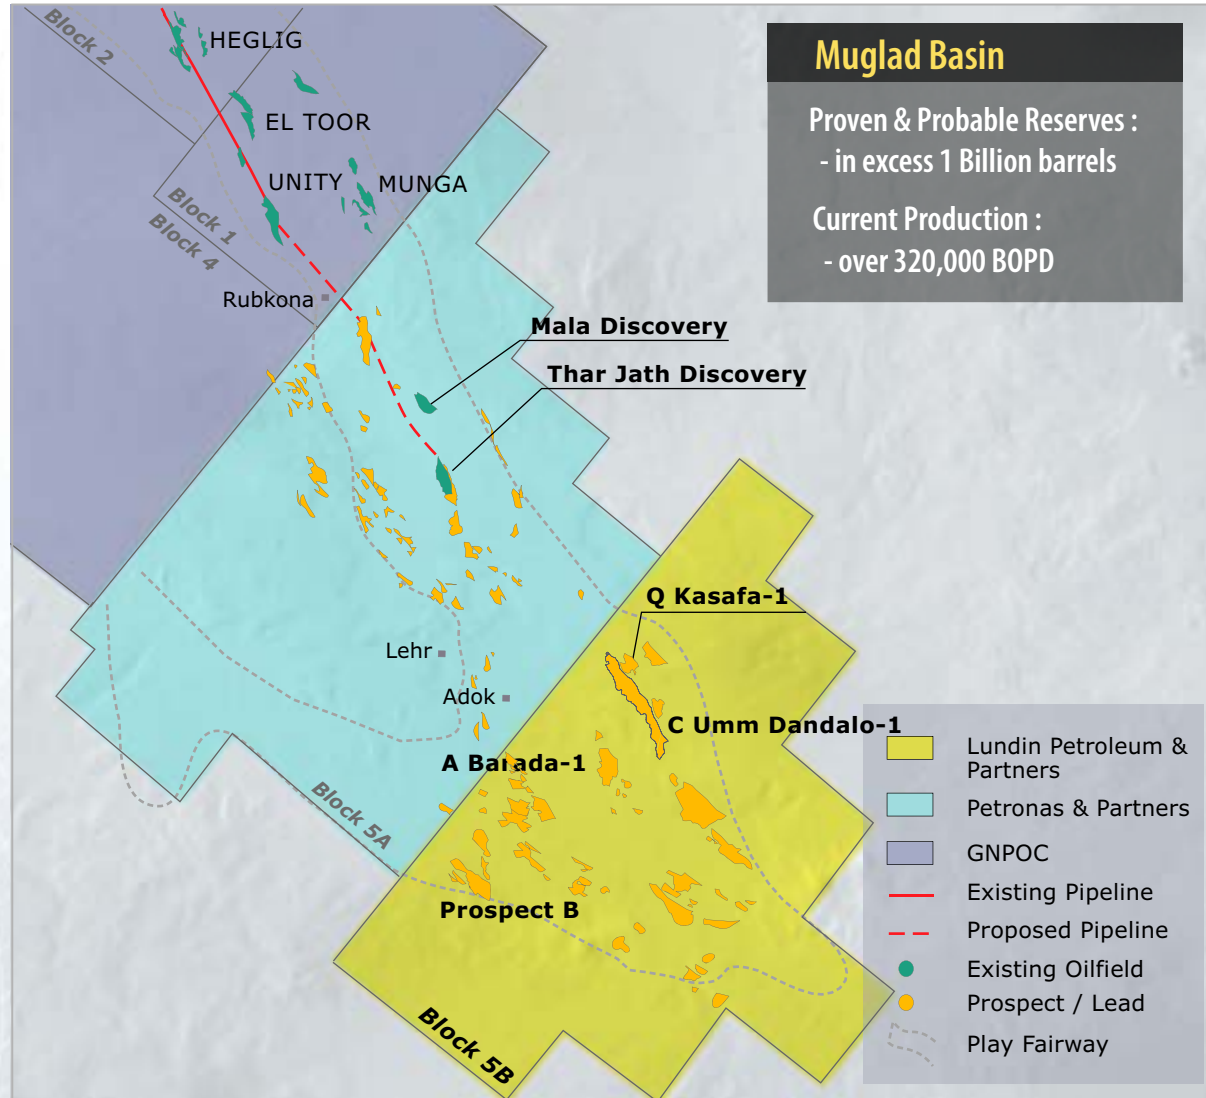 Block 2
HEGLIG
EL TOOR
UNITY
MUNGA
Block 1
Block 4
Rubkona
Muglad Basin
Proven & Probable Reserves :
- in excess 1 Billion barrels
Current Production :
- over 320,000 BOPD
Mala Discovery
Thar Jath Discovery
Q Kasafa-1
Lehr
Adok
C Umm Dandalo-1
A Barada-1
Block 5A
Prospect B
Block 5B
Lundin Petroleum &
Partners
Petronas & Partners
GNPOC
Existing Pipeline
Proposed Pipeline
Existing Oilfield
Prospect / Lead
Play Fairway